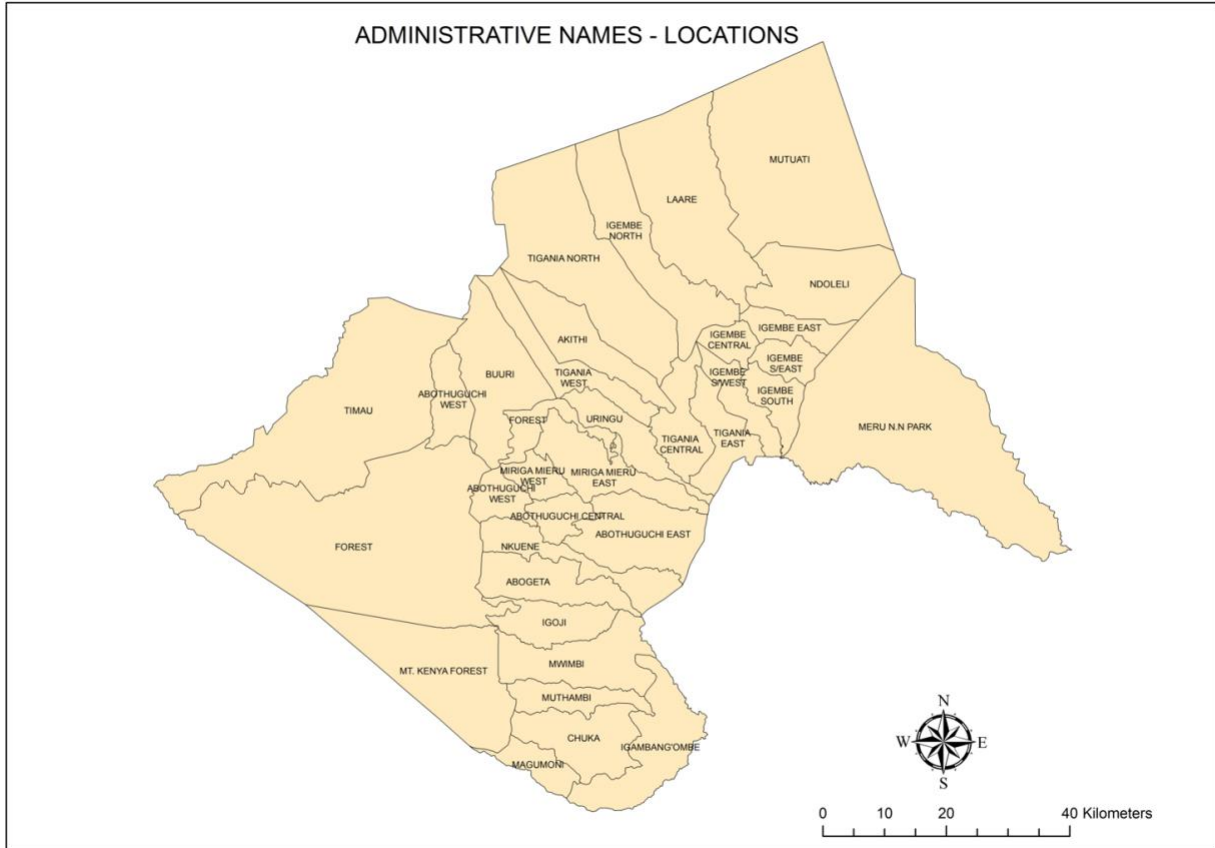 ADMINISTRATIVE NAMES - LOCATIONS
MUTUATI
LAARE
IGEMBE
NORTH
TIGANIA NORTH
NDOLELI
IGEMBE EAST
IGEMBE
CENTRAL
AKITHI
IGEMBE
S/EAST
TIGANIA
WEST
IGEMBE
S/WEST
BUURI
IGEMBE
SOUTH
ABOTHUGUCHI
WEST
TIMAU
FOREST
URINGU
MERU N.N PARK
TIGANIA
EAST
TIGANIA
CENTRAL
MIRIGA MIERU
WEST
MIRIGA MIERU
EAST
ABOTHUGUCHI
WEST
ABOTHUGUCHI CENTRAL
ABOTHUGUCHI EAST
FOREST
NKUENE
ABOGETA
IGOJI
MWIMBI
MT. KENYA FOREST
MUTHAMBI
CHUKA
IGAMBANG'OMBE
MAGUMONI
N
W
E
S
0 10 20 40 Kilometers